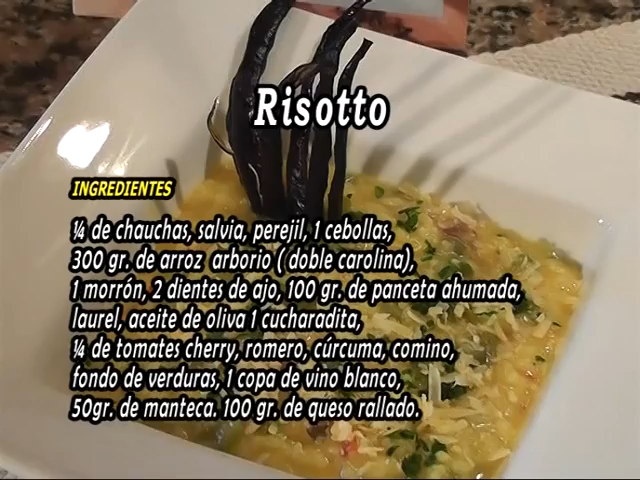 Risotto
INGREDIENTES
¼ de chauchas, salvia, perejil, 1 cebollas,
300 gr. de arroz arborio ( doble carolina),
1 morrón, 2 dientes de ajo, 100 gr. de panceta ahumada,
laurel, aceite de oliva 1 cucharadita,
¼ de tomates cherry, romero, cúrcuma, comino,
fondo de verduras, 1 copa de vino blanco,
50gr. de manteca. 100 gr. de queso rallado.